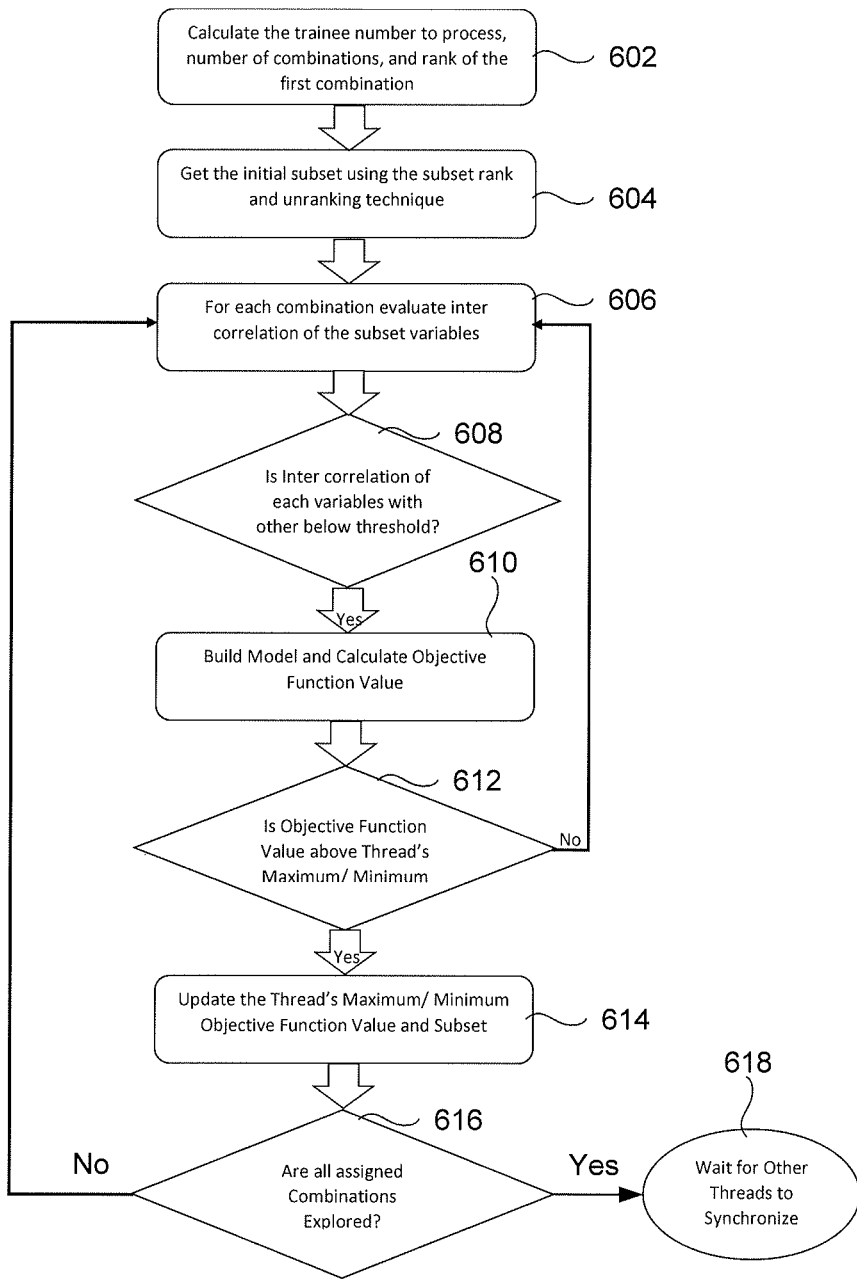 Calculate the trainee number to process,
number of combinations, and rank of the
first combination
602
Get the initial subset using the subset rank
and unranking technique
604
For each combination evaluate inter
correlation of the subset variables
606
608
Is Inter correlation of
each variables with
other below threshold?
610
Yes
Build Model and Calculate Objective
Function Value
612
Is Objective Function
Value above Thread's
Maximum/ Minimum
No
Yes
Update the Thread's Maximum/ Minimum
Objective Function Value and Subset
614
616
618
No
Are all assigned
Combinations
Explored?
Yes
Wait for Other
Threads to
Synchronize